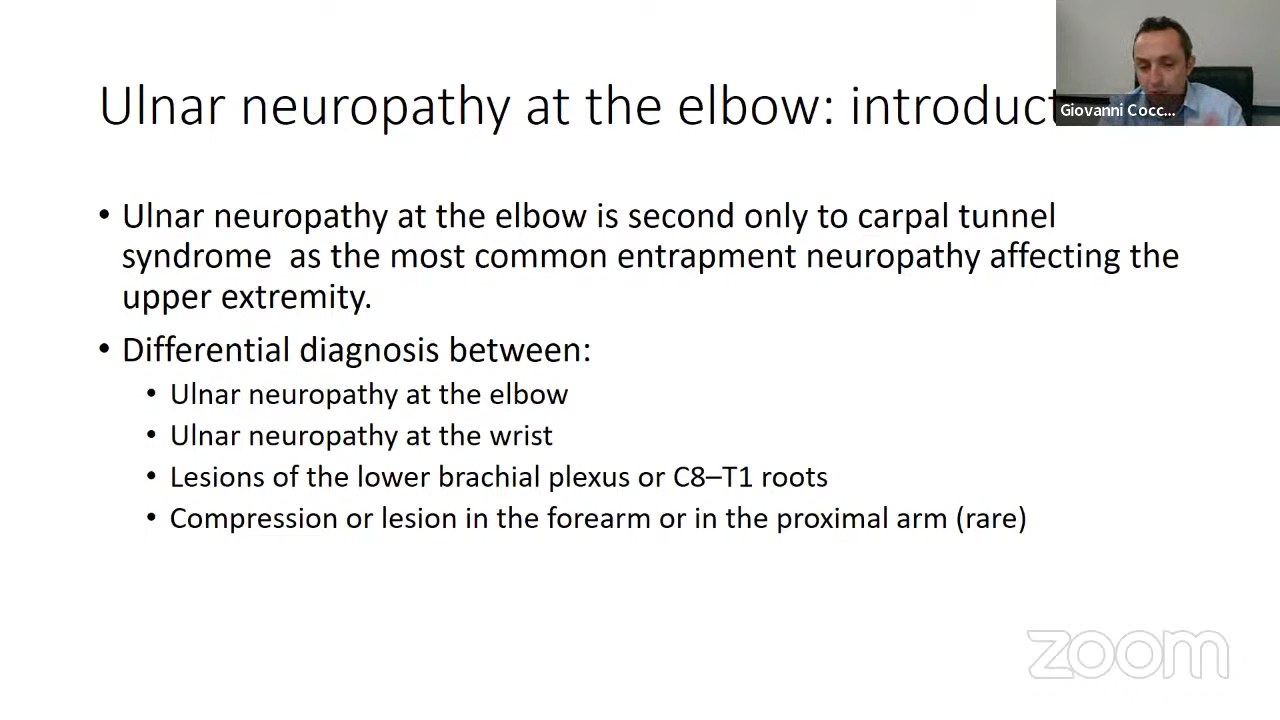 Ulnar neuropathy at the elbow: introduct
Giovanni Cocc...
• Ulnar neuropathy at the elbow is second only to carpal tunnel
syndrome as the most common entrapment neuropathy affecting the
upper extremity.
• Differential diagnosis between:
• Ulnar neuropathy at the elbow
• Ulnar neuropathy at the wrist
• Lesions of the lower brachial plexus or C8–T1 roots
• Compression or lesion in the forearm or in the proximal arm (rare)
zoom